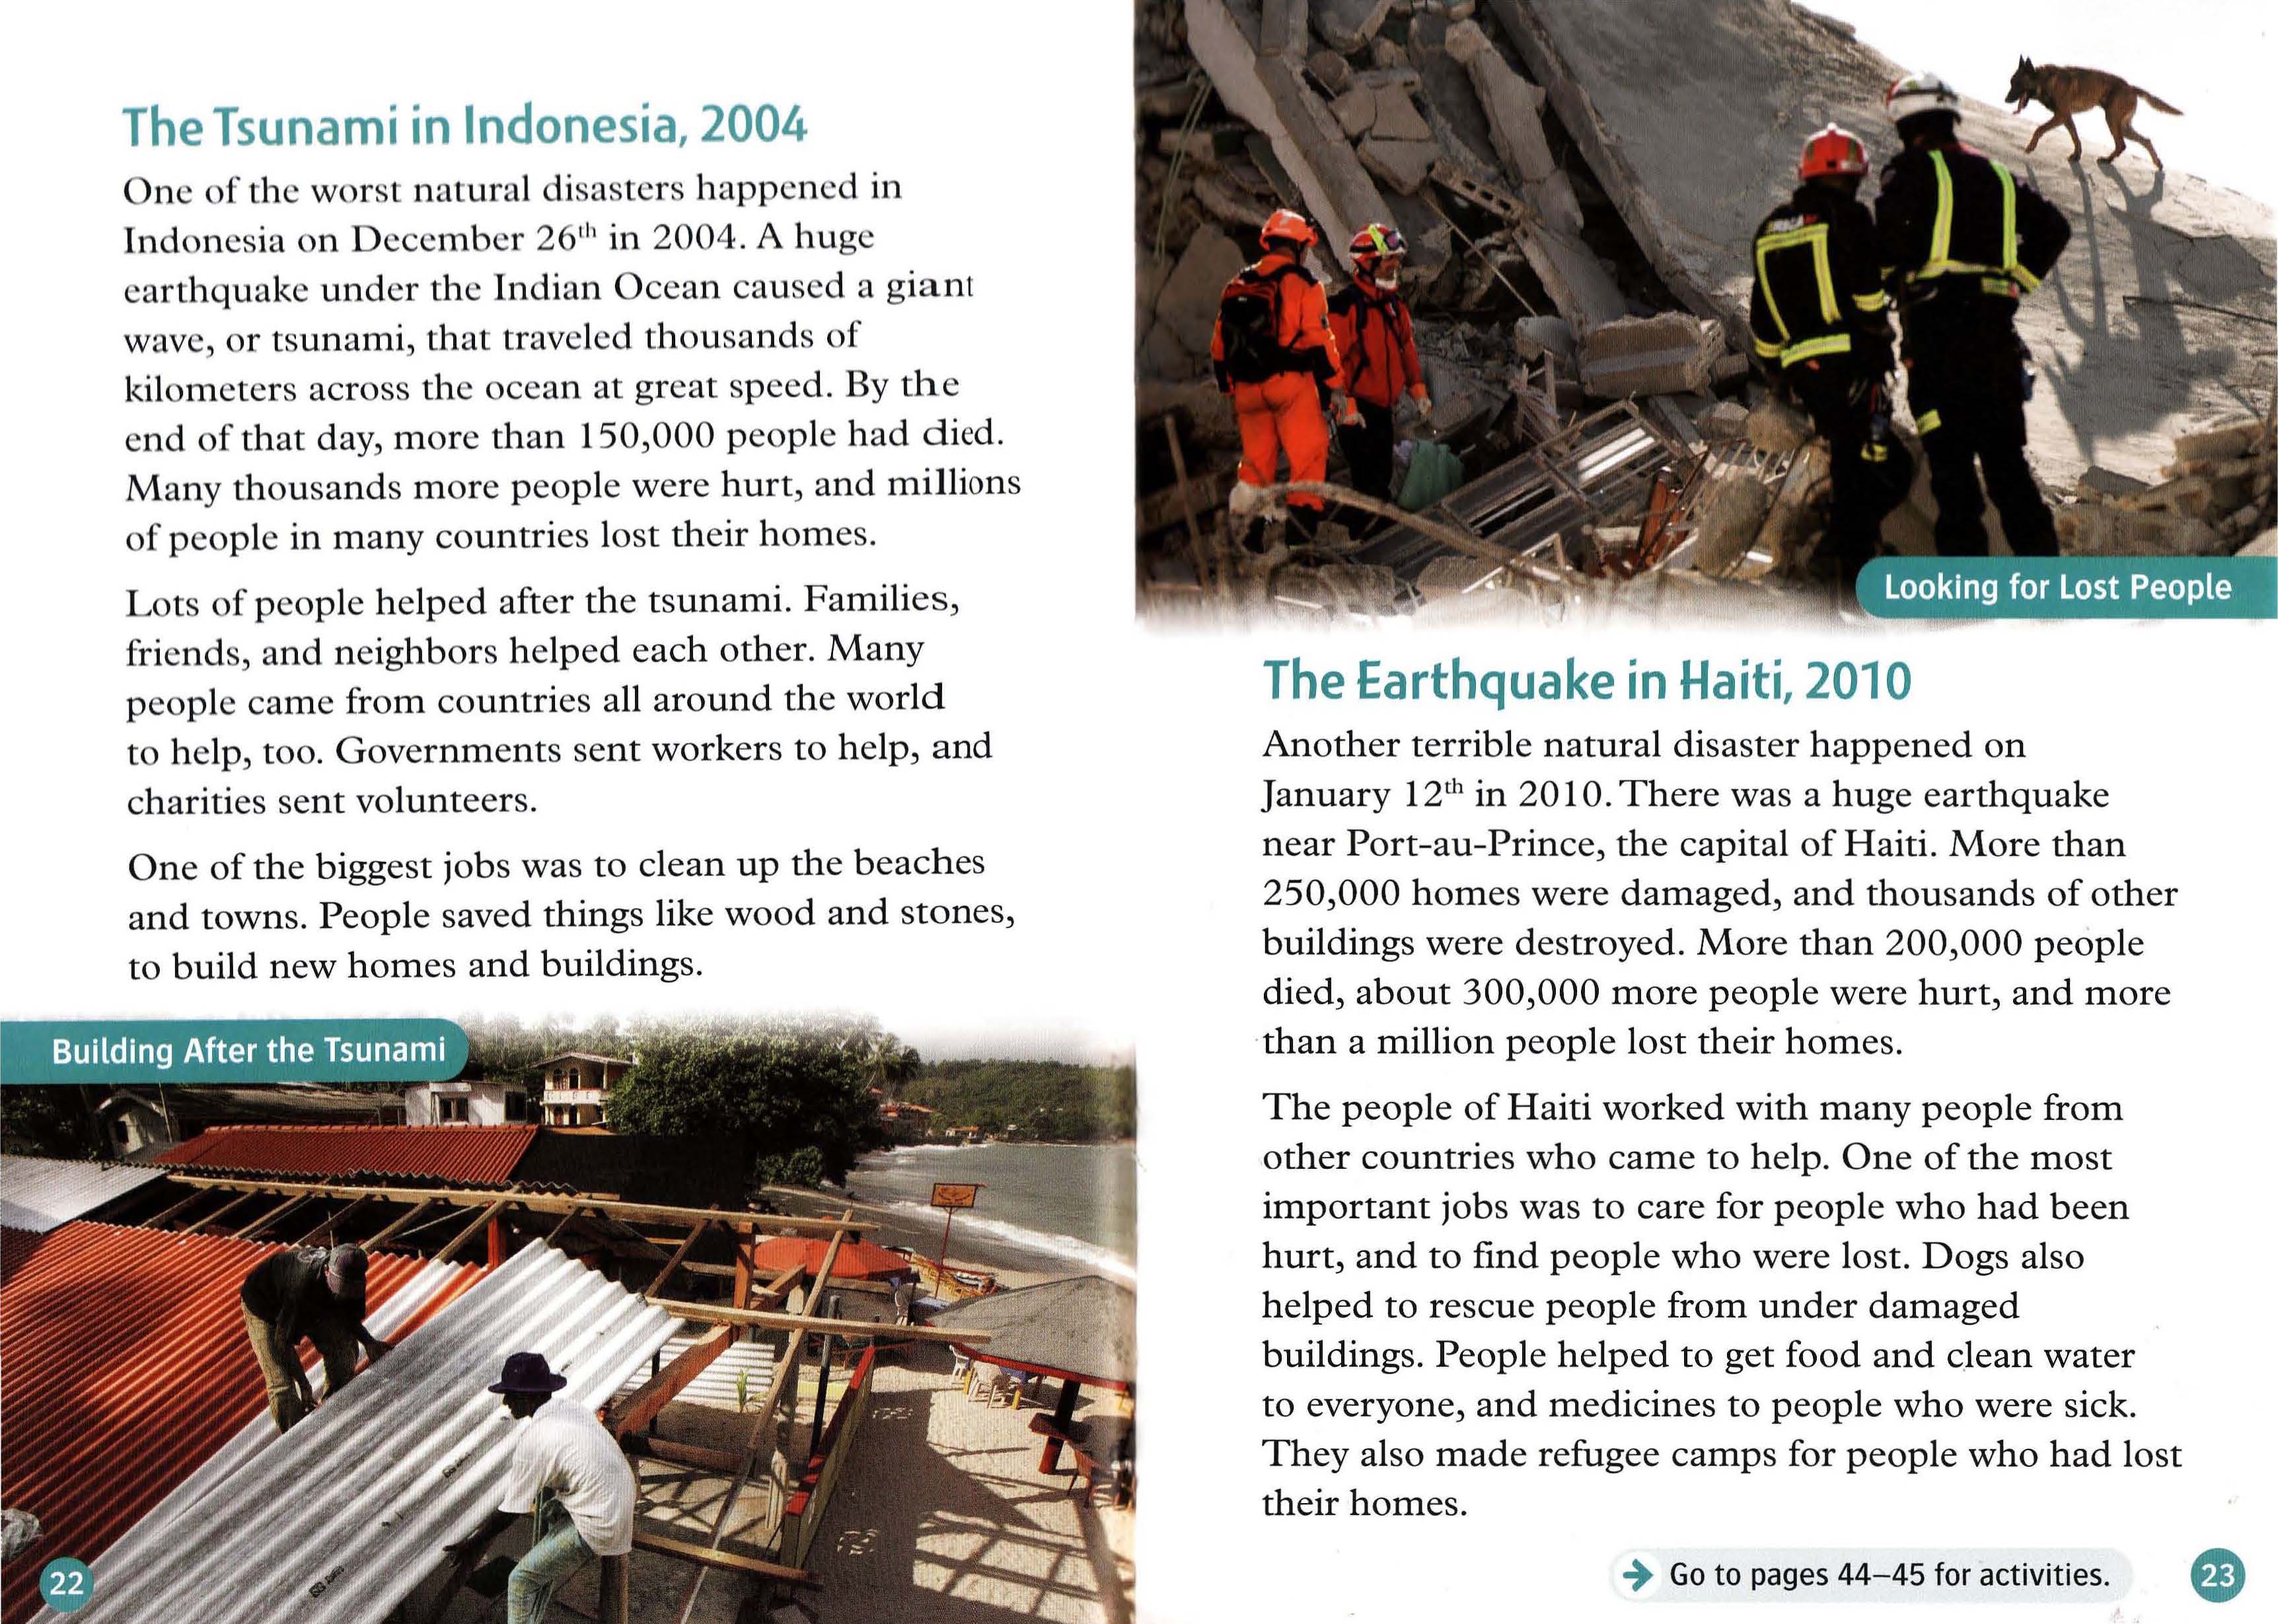 The Tsunami in Indonesia, 2004
One of the worst natural disasters happened in
Indonesia on December 26th in 2004. A huge
earthquake under the Indian Ocean caused a giant
wave, or tsunami, that traveled thousands of
kilometers across the ocean at great speed. By the
end of that day, more than 150,000 people had died.
Many thousands more people were hurt, and millions
of people in many countries lost their homes.
Lots of people helped after the tsunami. Families,
friends, and neighbors helped each other. Many
people came from countries all around the world
to help, too. Governments sent workers to help, and
charities sent volunteers.
One of the biggest jobs was to clean up the beaches
and towns. People saved things like wood and stones,
to build new homes and buildings.
Building After the Tsunami
22
Looking for Lost People
The Earthquake in Haiti, 2010
Another terrible natural disaster happened on
January 12th in 2010. There was a huge earthquake
near Port-au-Prince, the capital of Haiti. More than
250,000 homes were damaged, and thousands of other
buildings were destroyed. More than 200,000 people
died, about 300,000 more people were hurt, and more
than a million people lost their homes.
The people of Haiti worked with many people from
other countries who came to help. One of the most
important jobs was to care for people who had been
hurt, and to find people who were lost. Dogs also
helped to rescue people from under damaged
buildings. People helped to get food and clean water
to everyone, and medicines to people who were sick.
They also made refugee camps for people who had lost
their homes.
Go to pages 44–45 for activities.
23